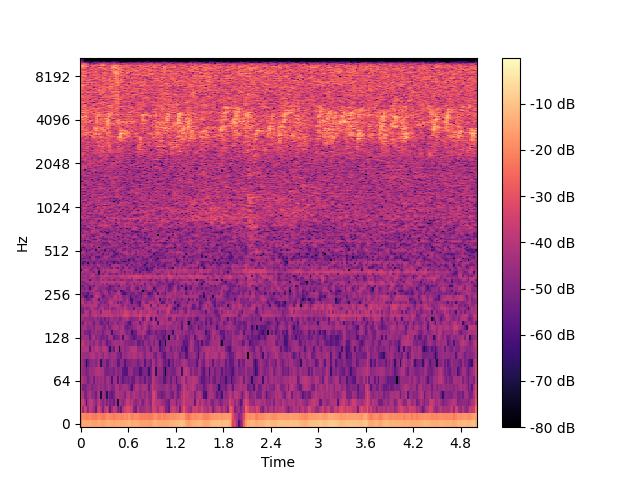 8192
4096
2048
1024
512
256
128
64
0
Hz
0 0.6 1.2 1.8 2.4 3 3.6 4.2 4.8
Time
-10 dB
-20 dB
-30 dB
-40 dB
-50 dB
-60 dB
-70 dB
-80 dB